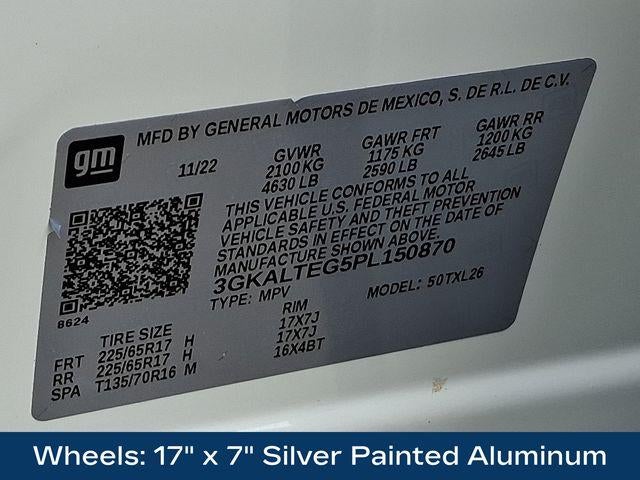 gm
MFD BY GENERAL MOTORS DE MEXICO, S. DE R.L. DE C.V.
11/22
GVWR
2100 KG
4630 LB
GAWR FRT
1175 KG
2590 LB
GAWR RR
1200 KG
2645 LB
THIS VEHICLE CONFORMS TO ALL
APPLICABLE U.S. FEDERAL MOTOR
VEHICLE SAFETY AND THEFT PREVENTION
STANDARDS IN EFFECT ON THE DATE OF
MANUFACTURE SHOWN ABOVE.
3GKALTEG5PL150870
TYPE: MPV
MODEL: 50TXL26
8624
TIRE SIZE RIM
FRT 225/65R17 H 17X7J
RR 225/65R17 H 17X7J
SPA T135/70R16 M 16X4BT
Wheels: 17" x 7" Silver Painted Aluminum